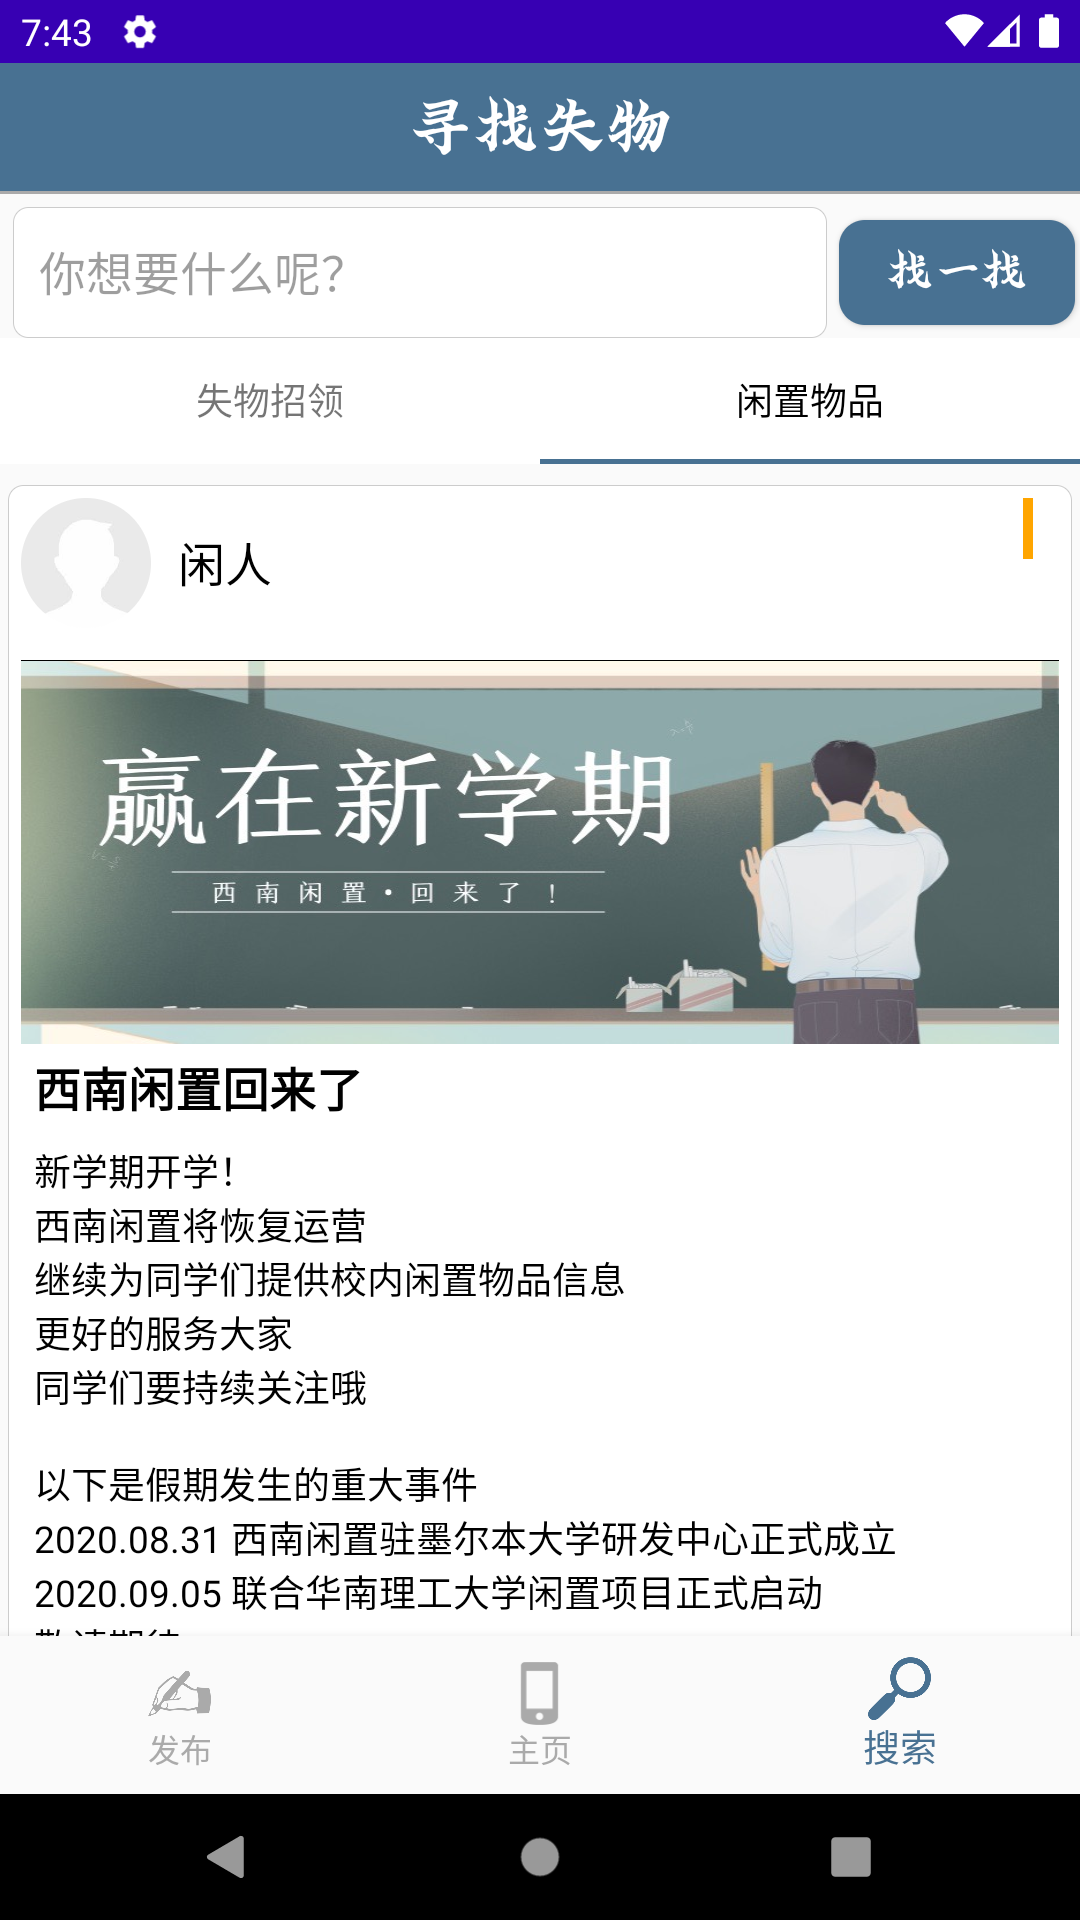 7:43
寻找失物
你想要什么呢?
找一找
失物招领
闲置物品
闲人
赢在新学期
西南闲置·回来了!
西南闲置回来了
新学期开学!
西南闲置将恢复运营
继续为同学们提供校内闲置物品信息
更好的服务大家
同学们要持续关注哦
以下是假期发生的重大事件
2020.08.31 西南闲置驻墨尔本大学研发中心正式成立
2020.09.05 联合华南理工大学闲置项目正式启动
发布
主页
搜索